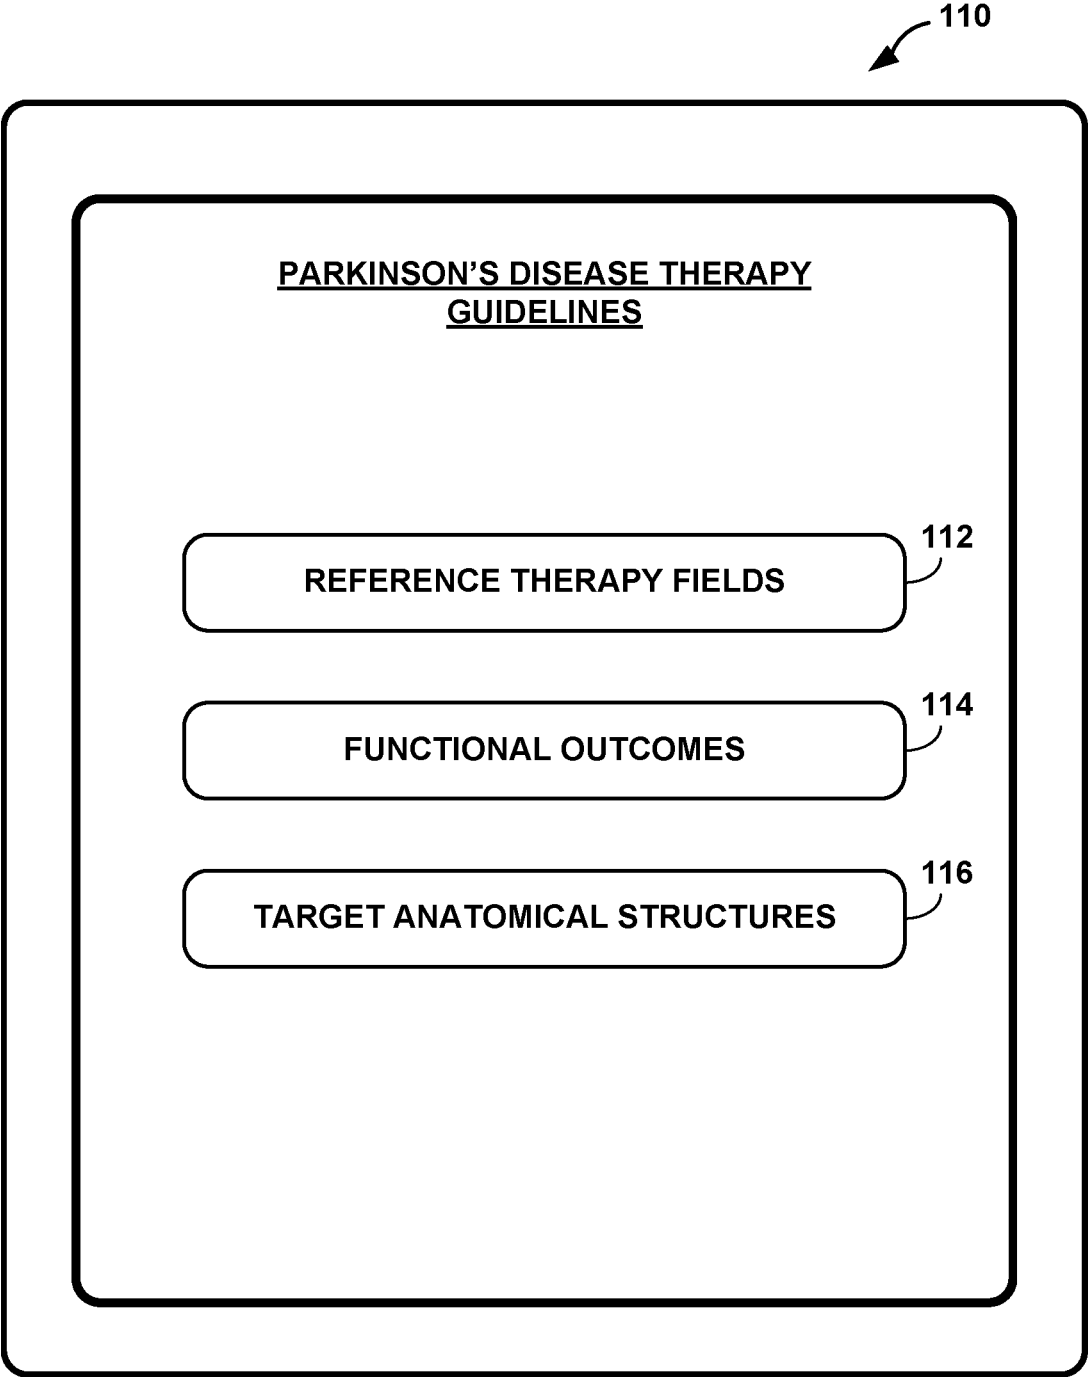 110
PARKINSON’S DISEASE THERAPY
GUIDELINES
112
REFERENCE THERAPY FIELDS
114
FUNCTIONAL OUTCOMES
116
TARGET ANATOMICAL STRUCTURES